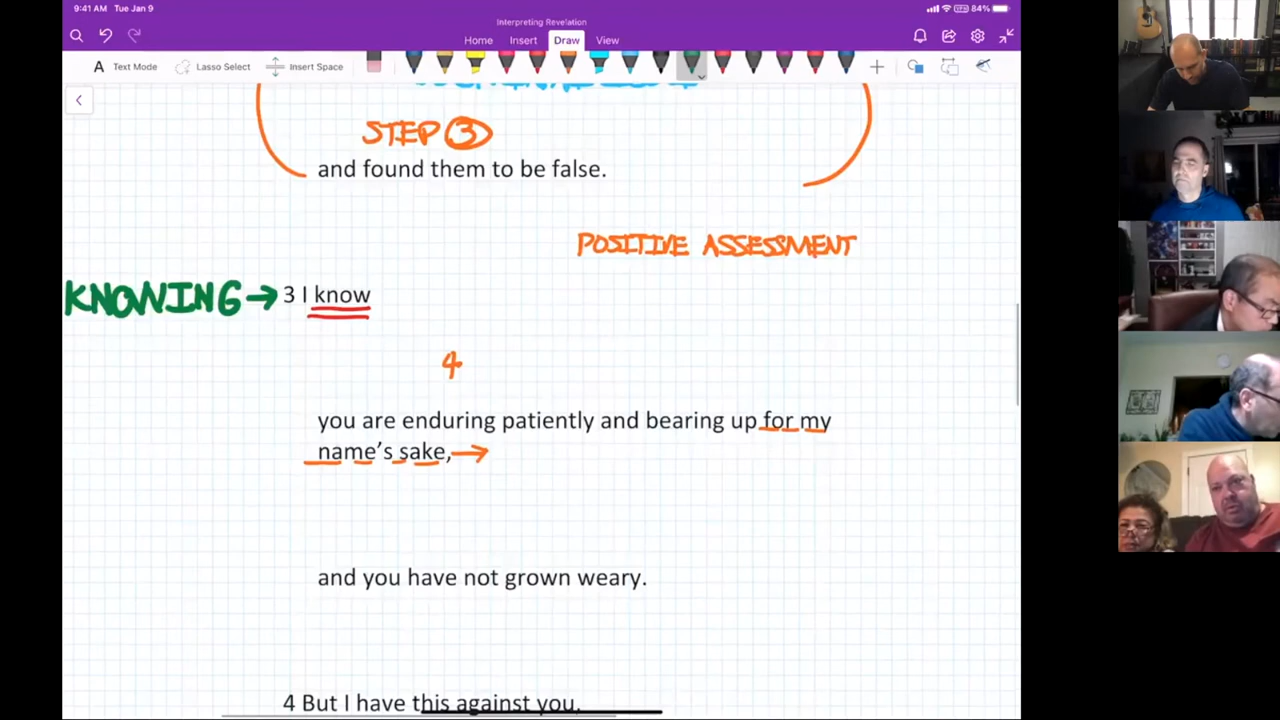 9:41 AM Tue Jan 9
84%
Interpreting Revelation
Home Insert Draw View
A Text Mode Lasso Select Insert Space
STEP 3
and found them to be false.
POSITIVE ASSESSMENT
KNOWING → 3 I know
4
you are enduring patiently and bearing up for my
name’s sake, →
and you have not grown weary.
4 But I have this against you,